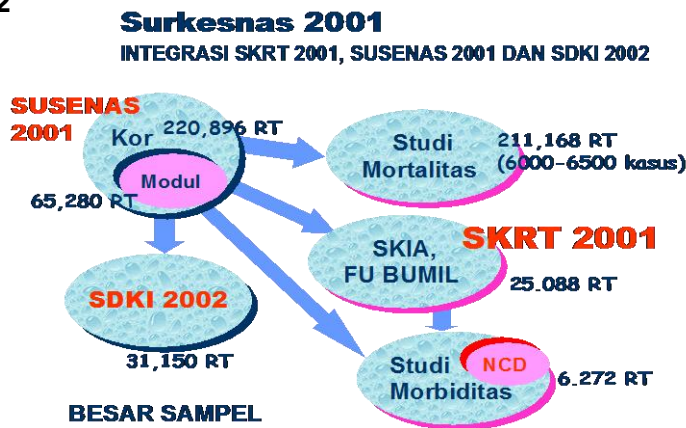 2
Surkesnas 2001
INTEGRASI SKRT 2001, SUSENAS 2001 DAN SDKI 2002
SUSENAS
2001
Kor
220,896 RT
Modul
65,280 RT
Studi
Mortalitas
211,168 RT
(6000-6500 kasus)
SKIA,
FU BUMIL
SKRT 2001
25.088 RT
SDKI 2002
31,150 RT
Studi
Morbiditas
NCD
6.272 RT
BESAR SAMPEL